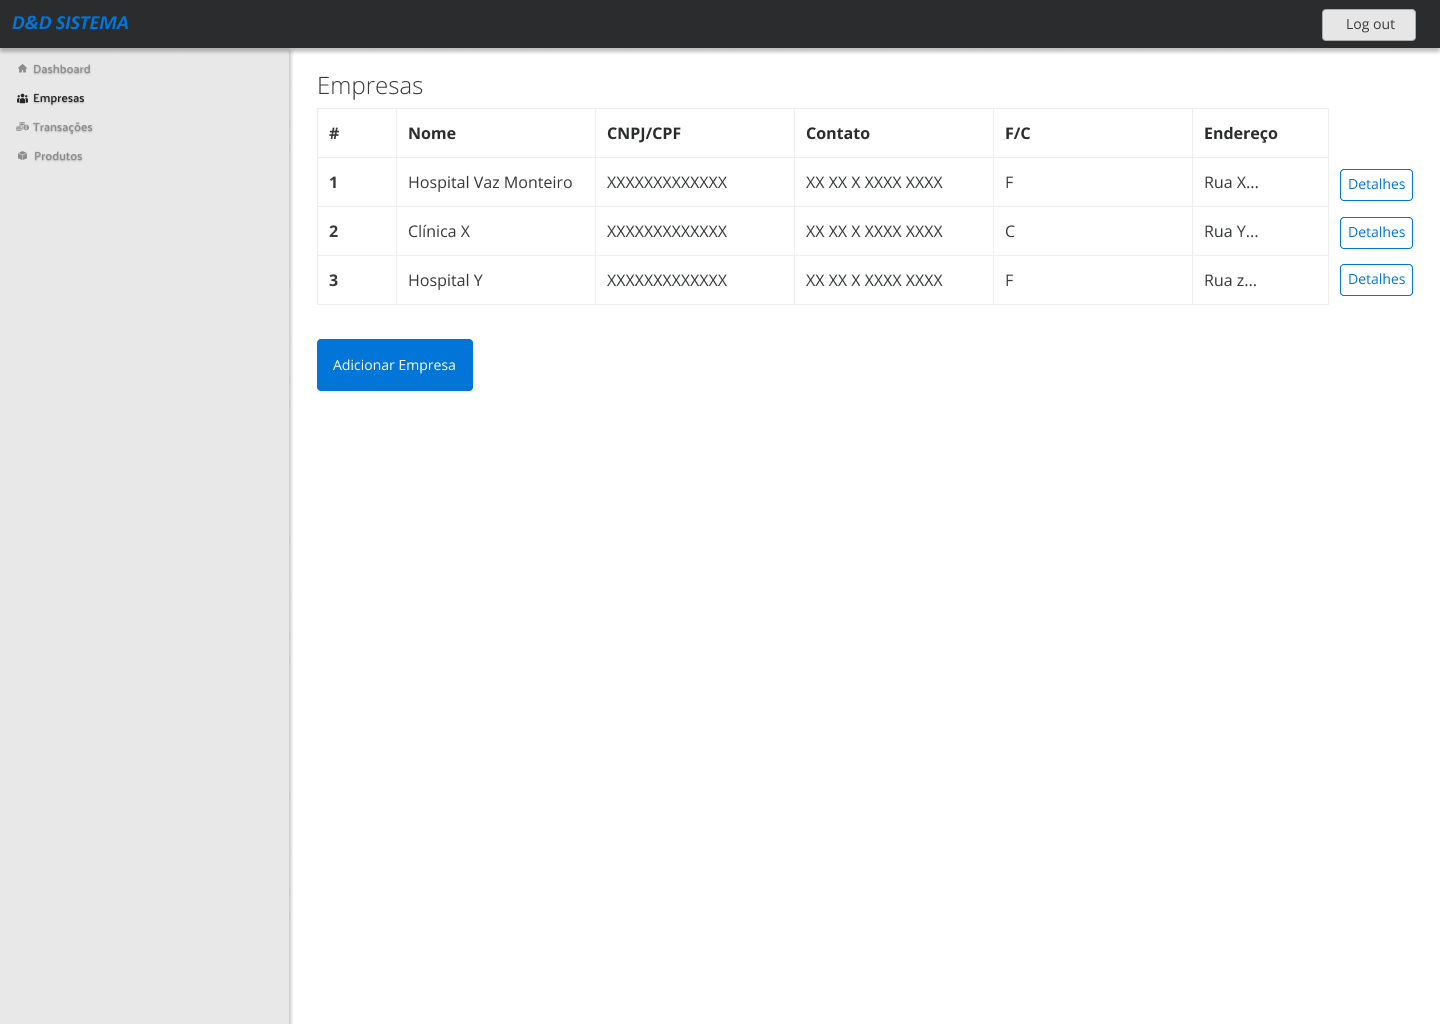 D&D SISTEMA
Log out
Dashboard
Empresas
Transações
Produtos
Empresas
# Nome CNPJ/CPF Contato F/C Endereço
1 Hospital Vaz Monteiro XXXXXXXXXXXXX XX XX X XXXX XXXX F Rua X... Detalhes
2 Clínica X XXXXXXXXXXXXX XX XX X XXXX XXXX C Rua Y... Detalhes
3 Hospital Y XXXXXXXXXXXXX XX XX X XXXX XXXX F Rua z... Detalhes
Adicionar Empresa